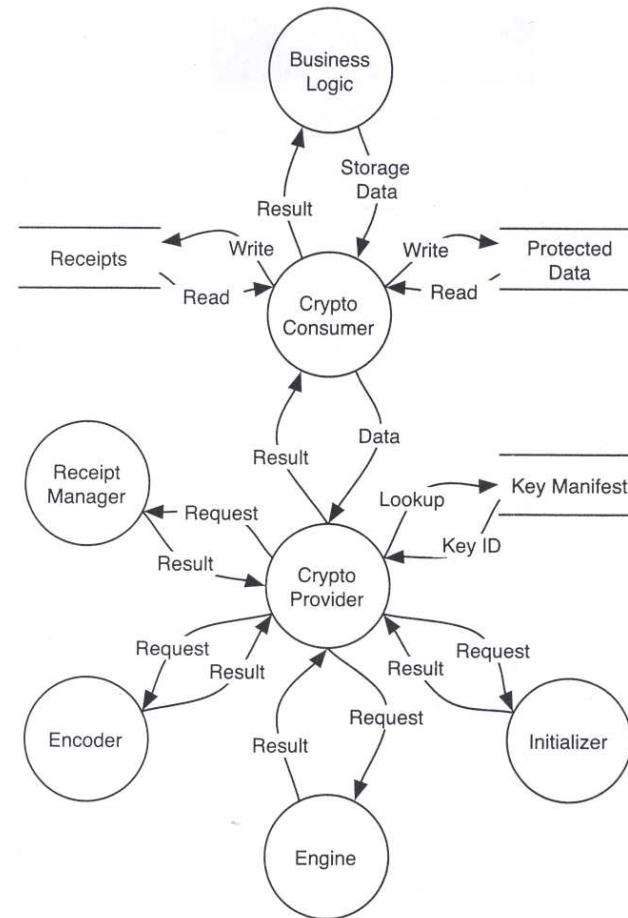 Business
Logic
Storage
Data
Result
Receipts
Write
Read
Crypto
Consumer
Write
Read
Protected
Data
Result
Data
Receipt
Manager
Request
Result
Lookup
Key Manifest
Key ID
Crypto
Provider
Request
Result
Encoder
Result
Request
Result
Request
Initializer
Engine